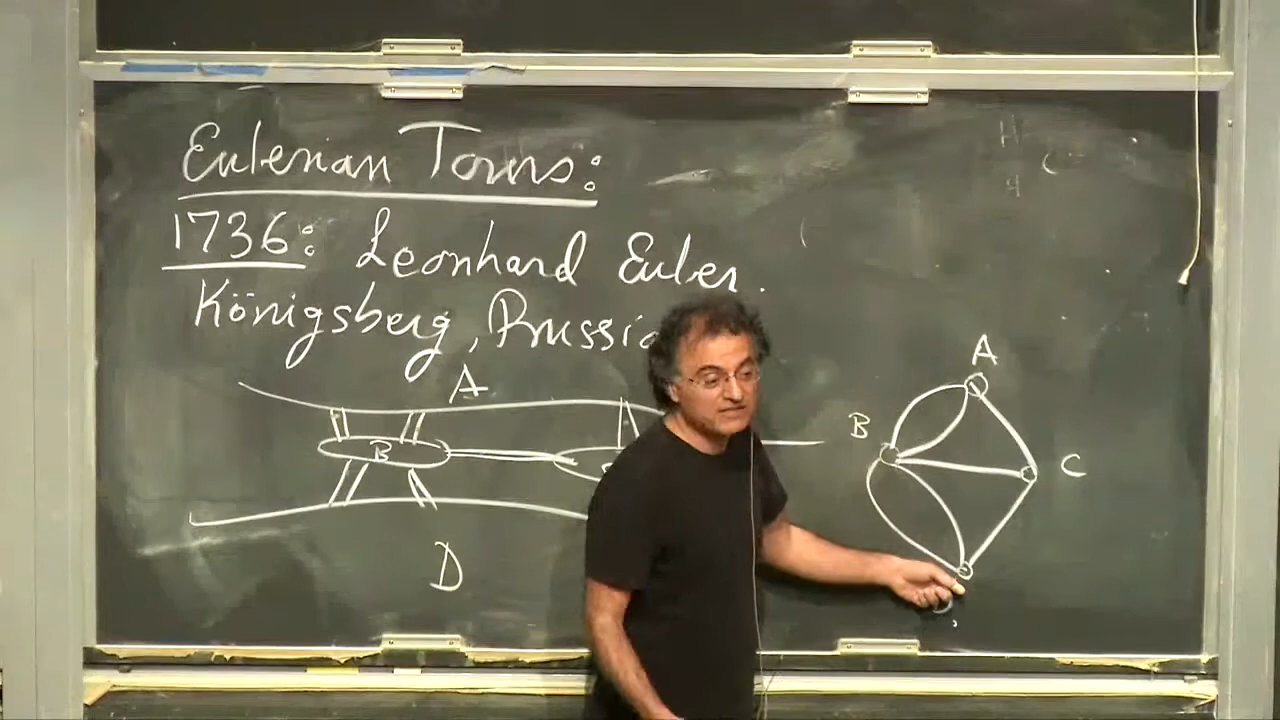 Eulerian Tours:
1736: Leonhard Euler.
Königsberg, Prussia
A
B
D
A
B
C